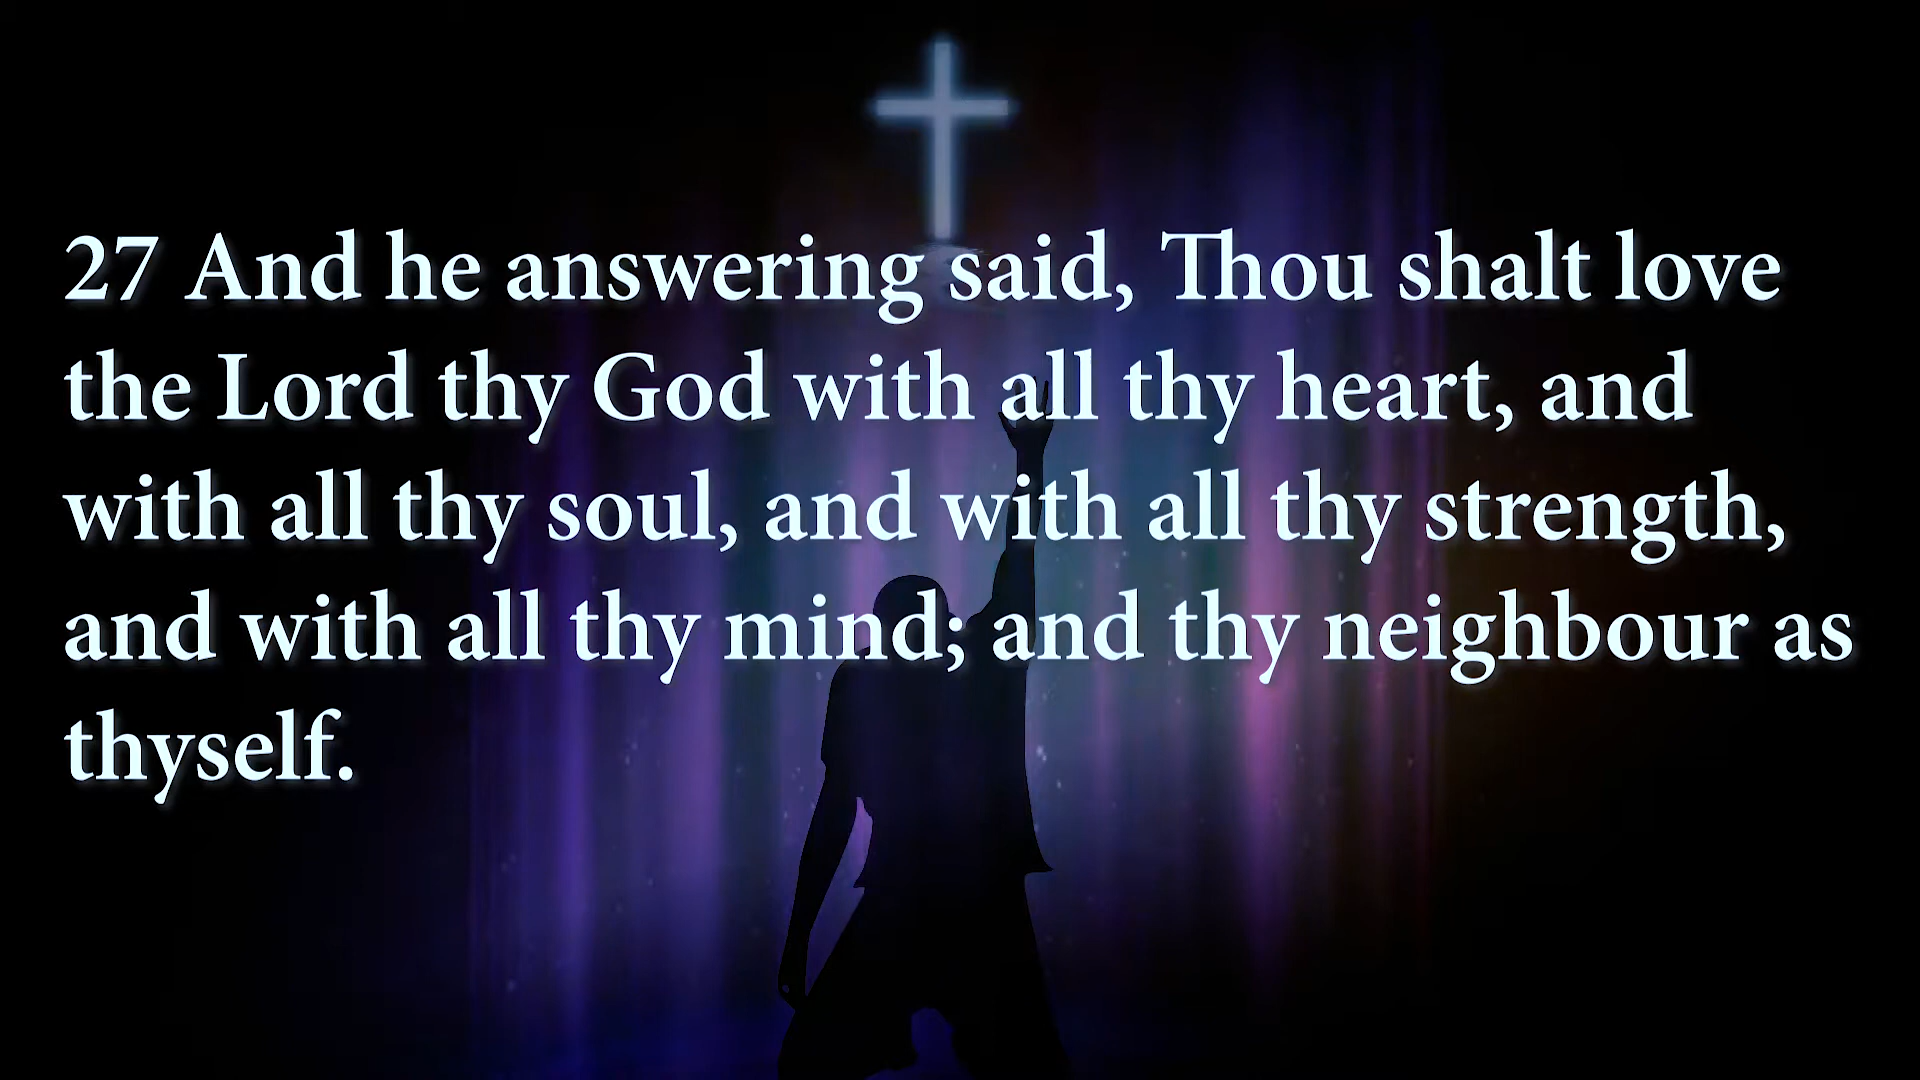 27 And he answering said, Thou shalt love
the Lord thy God with all thy heart, and
with all thy soul, and with all thy strength,
and with all thy mind; and thy neighbour as
thyself.